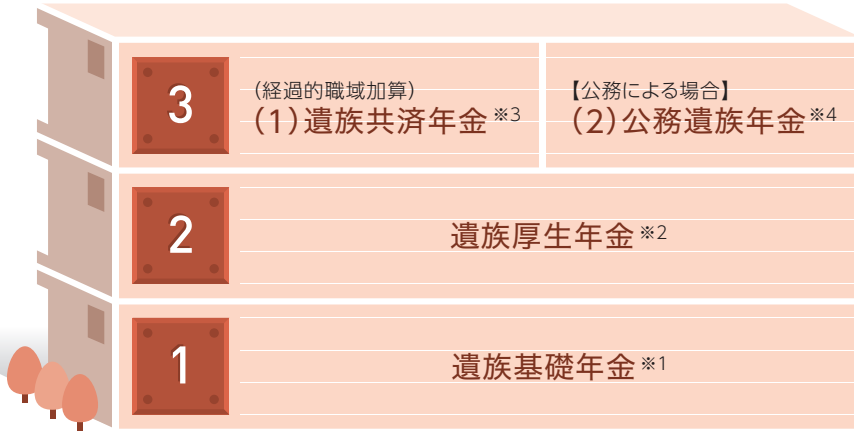 3
（経過的職域加算）
（1）遺族共済年金※3
【公務による場合】
（2）公務遺族年金※4
2
遺族厚生年金※2
1
遺族基礎年金※1